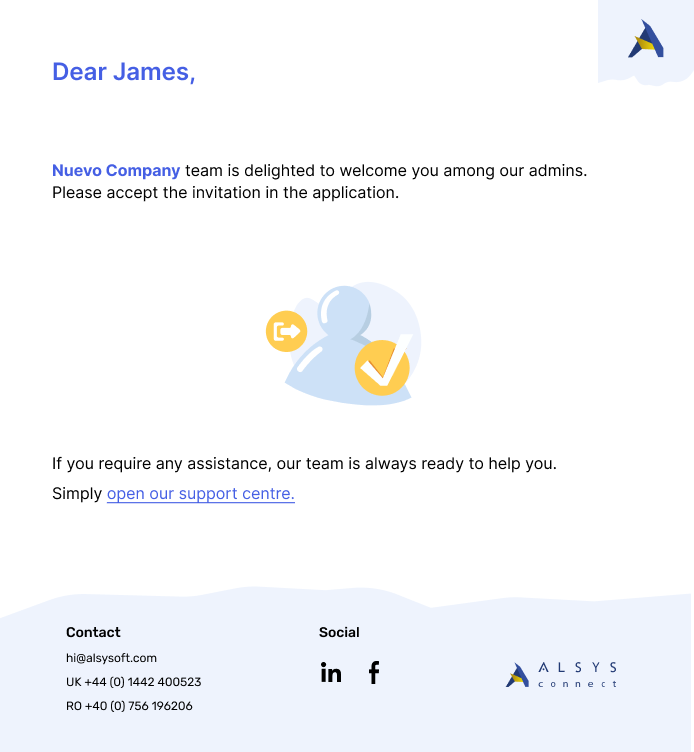 Dear James,
Nuevo Company team is delighted to welcome you among our admins.
Please accept the invitation in the application.
If you require any assistance, our team is always ready to help you.
Simply open our support centre.
Contact
hi@alsysoft.com
UK +44 (0) 1442 400523
RO +40 (0) 756 196206
Social
in
f
ALSYS
connect